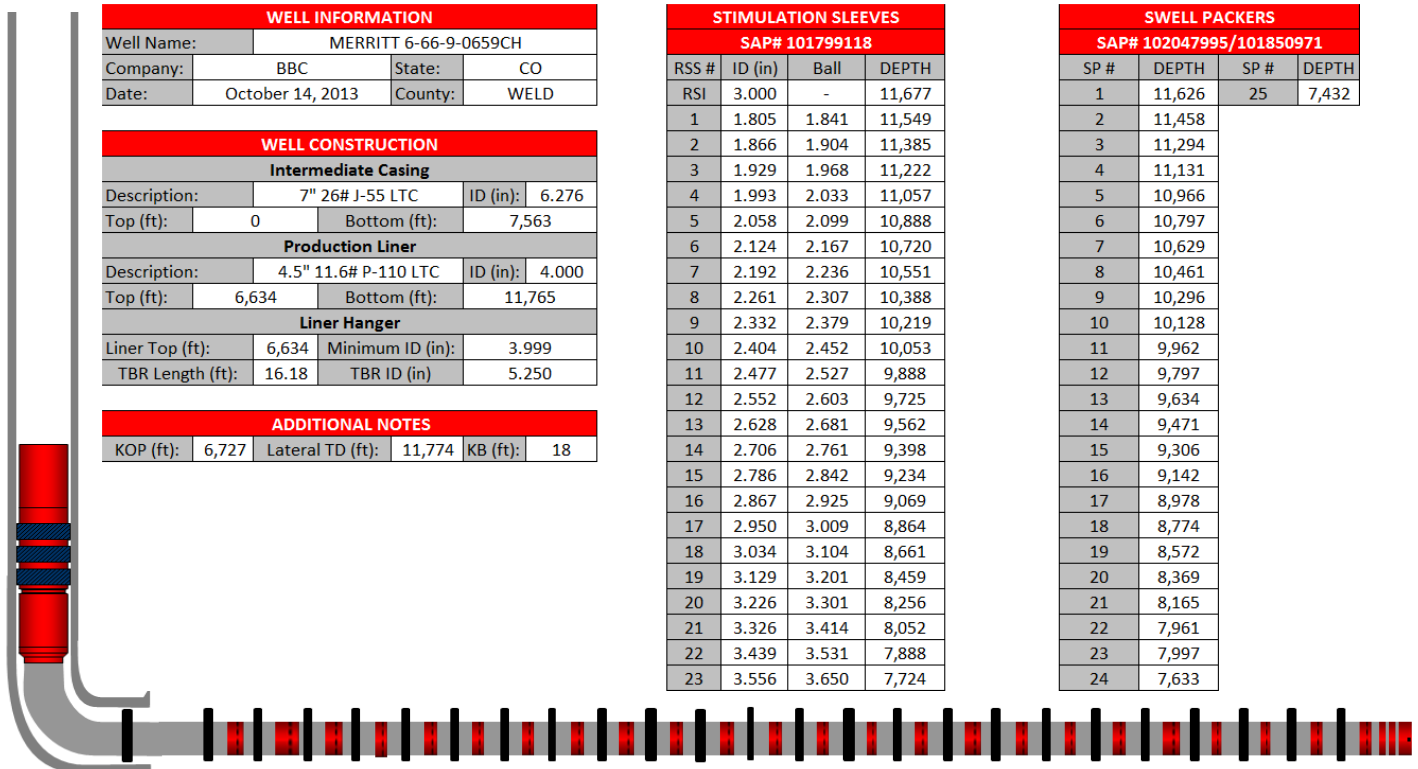 WELL INFORMATION
Well Name: MERRITT 6-66-9-0659CH
Company: BBC State: CO
Date: October 14, 2013 County: WELD
WELL CONSTRUCTION
Intermediate Casing
Description: 7" 26# J-55 LTC ID (in): 6.276
Top (ft): 0 Bottom (ft): 7,563
Production Liner
Description: 4.5" 11.6# P-110 LTC ID (in): 4.000
Top (ft): 6,634 Bottom (ft): 11,765
Liner Hanger
Liner Top (ft): 6,634 Minimum ID (in): 3.999
TBR Length (ft): 16.18 TBR ID (in) 5.250
ADDITIONAL NOTES
KOP (ft): 6,727 Lateral TD (ft): 11,774 KB (ft): 18
STIMULATION SLEEVES
SAP# 101799118
RSS # ID (in) Ball DEPTH
RSI 3.000 - 11,677
1 1.805 1.841 11,549
2 1.866 1.904 11,385
3 1.929 1.968 11,222
4 1.993 2.033 11,057
5 2.058 2.099 10,888
6 2.124 2.167 10,720
7 2.192 2.236 10,551
8 2.261 2.307 10,388
9 2.332 2.379 10,219
10 2.404 2.452 10,053
11 2.477 2.527 9,888
12 2.552 2.603 9,725
13 2.628 2.681 9,562
14 2.706 2.761 9,398
15 2.786 2.842 9,234
16 2.867 2.925 9,069
17 2.950 3.009 8,864
18 3.034 3.104 8,661
19 3.129 3.201 8,459
20 3.226 3.301 8,256
21 3.326 3.414 8,052
22 3.439 3.531 7,888
23 3.556 3.650 7,724
SWELL PACKERS
SAP# 102047995/101850971
SP # DEPTH SP # DEPTH
1 11,626 25 7,432
2 11,458
3 11,294
4 11,131
5 10,966
6 10,797
7 10,629
8 10,461
9 10,296
10 10,128
11 9,962
12 9,797
13 9,634
14 9,471
15 9,306
16 9,142
17 8,978
18 8,774
19 8,572
20 8,369
21 8,165
22 7,961
23 7,997
24 7,633